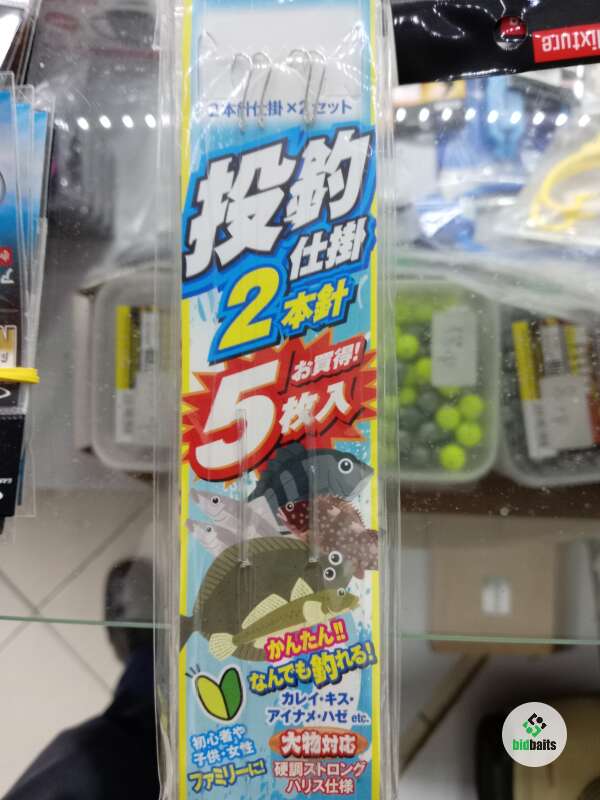 Mixture
2本針仕掛×2セット
投釣
仕掛
2本針
お買得!
5枚入
かんたん!!
なんでも釣れる!
カレイ・キス・
アイナメ・ハゼ etc.
初心者や
子供・女性
ファミリーに!
大物対応
硬調ストロング
ハリス仕様
bidbaits